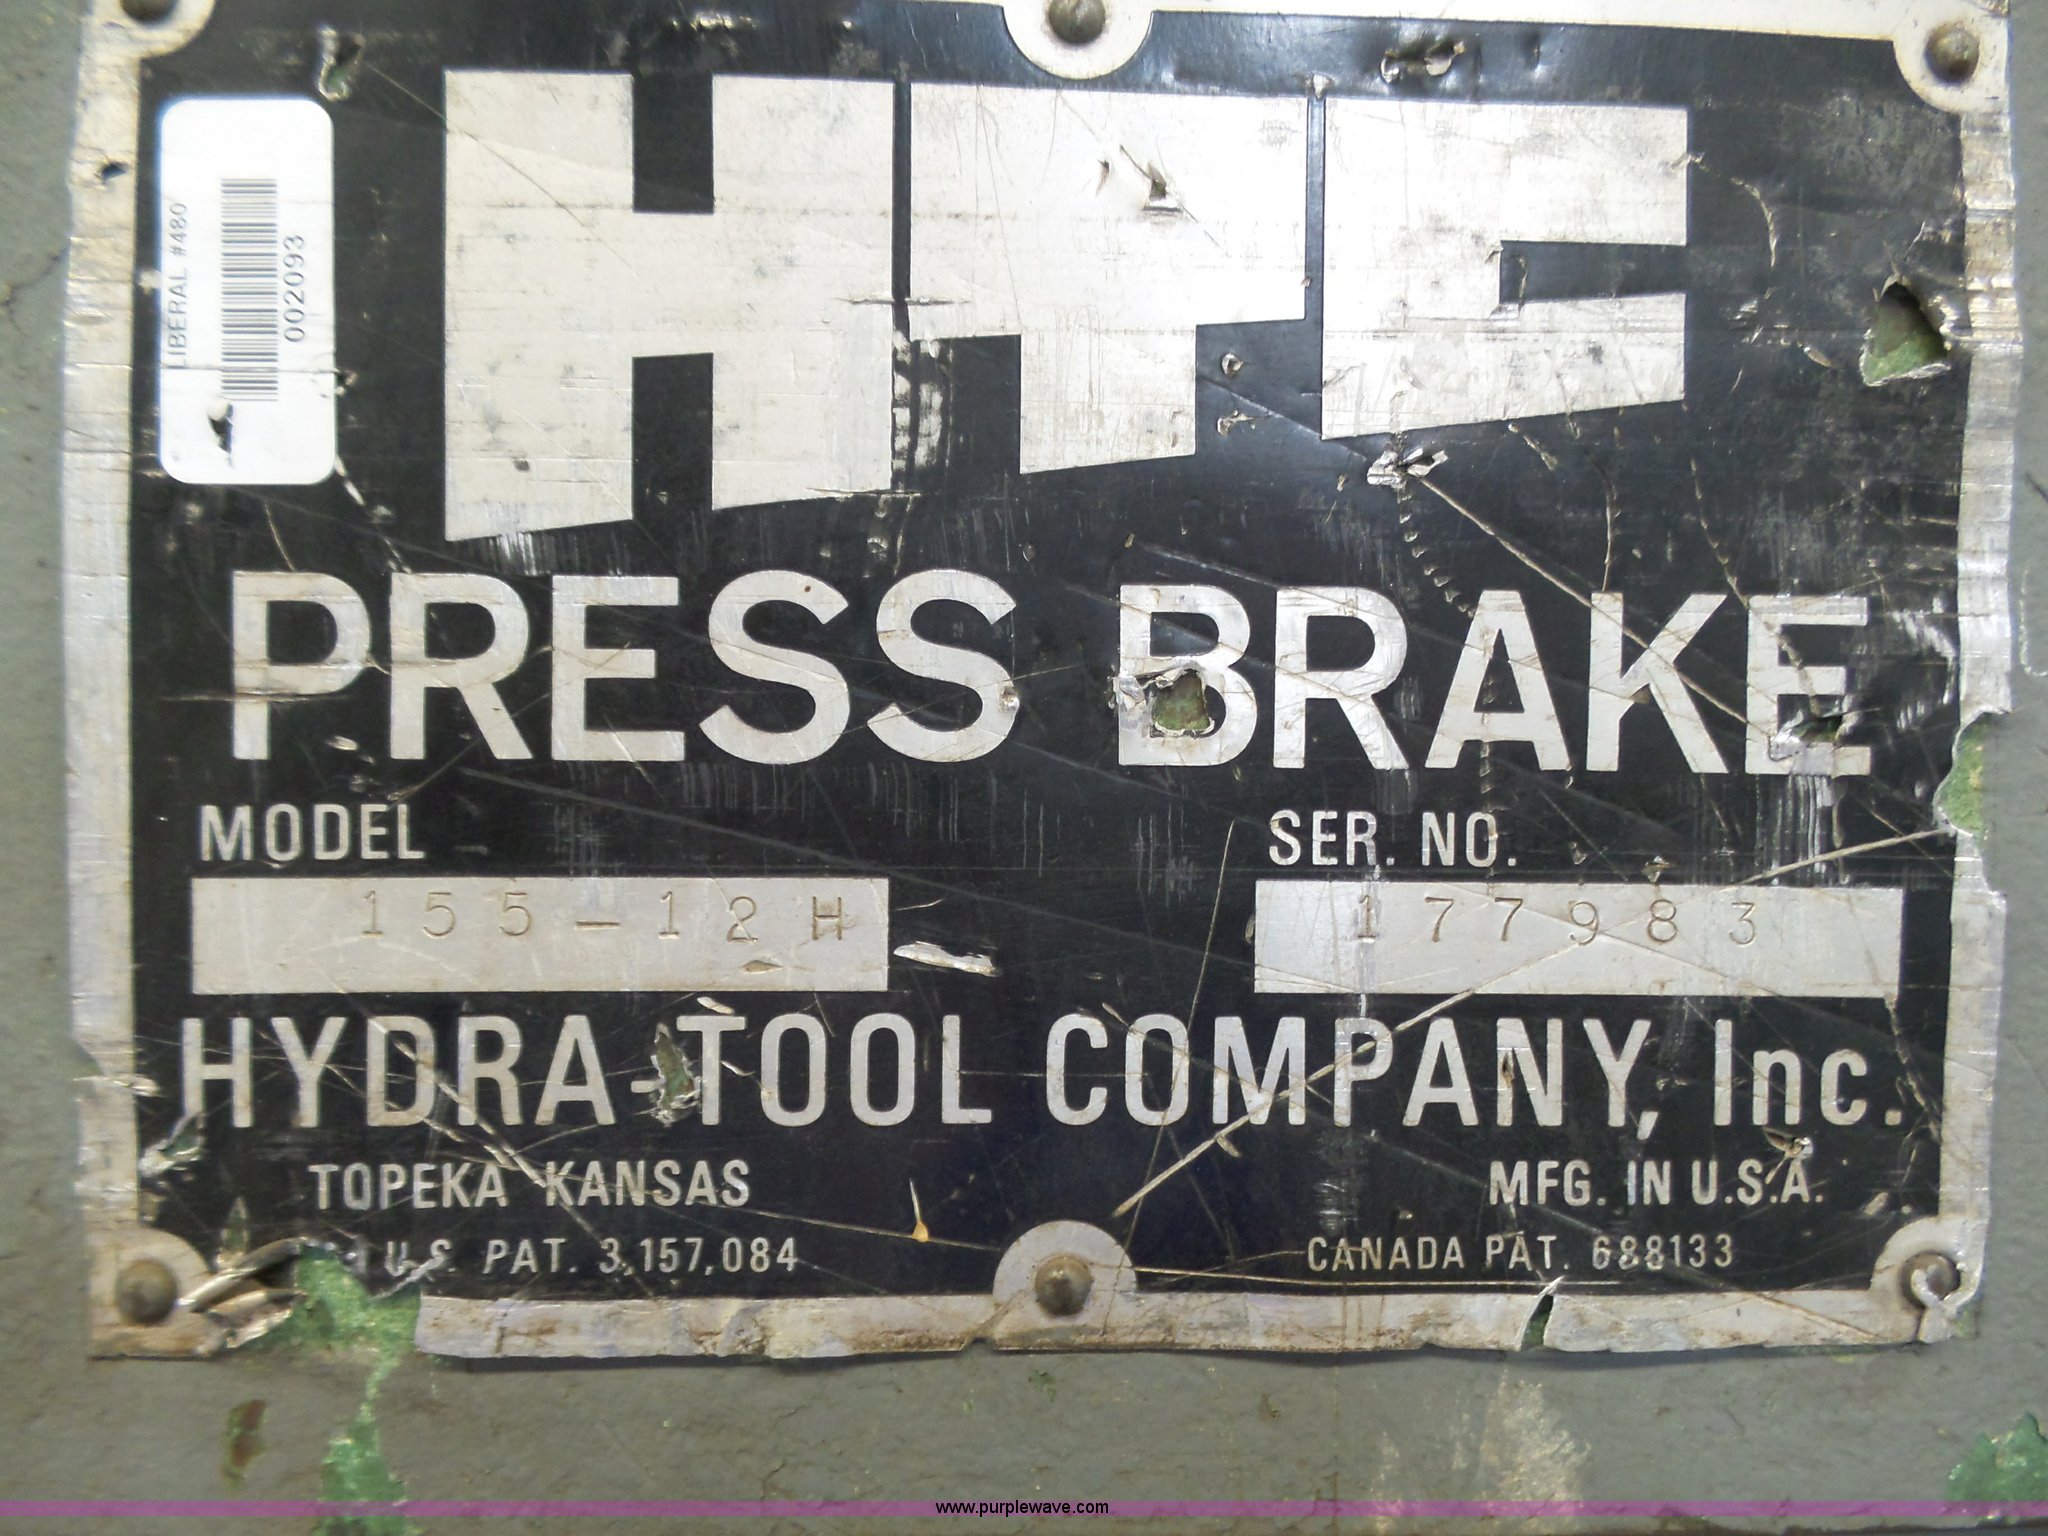 HTE
LIBERAL #480
002093
PRESS BRAKE
MODEL
SER. NO.
155-12H
177983
HYDRA-TOOL COMPANY, Inc.
TOPEKA KANSAS
MFG. IN U.S.A.
U.S. PAT. 3,157,084
CANADA PAT. 688133
www.purplewave.com